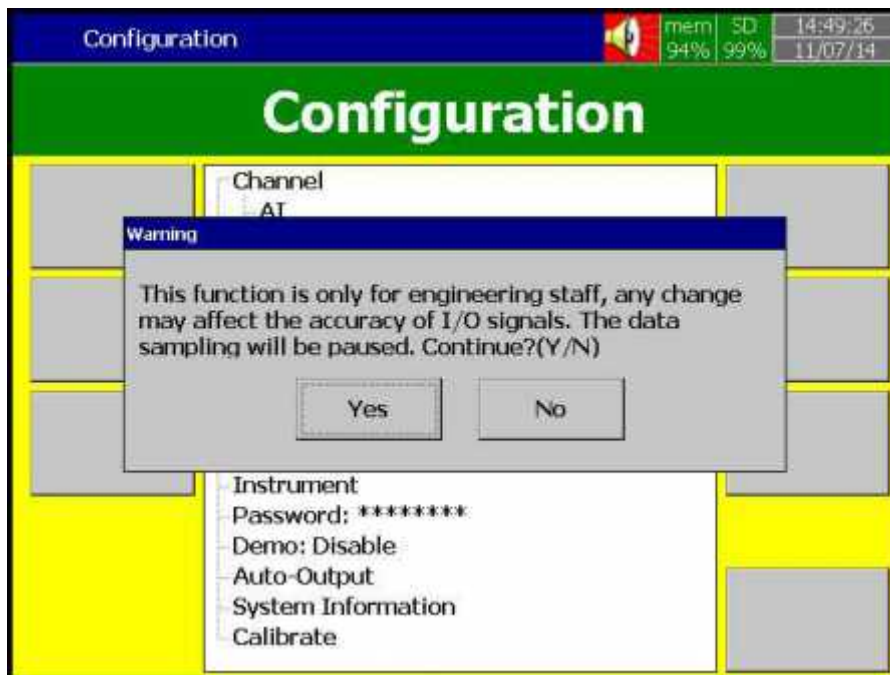 Configuration
mem SD 14:49:26
94% 99% 11/07/14
Configuration
Channel
AI
Warning
This function is only for engineering staff, any change
may affect the accuracy of I/O signals. The data
sampling will be paused. Continue?(Y/N)
Yes No
Instrument
Password: ********
Demo: Disable
Auto-Output
System Information
Calibrate